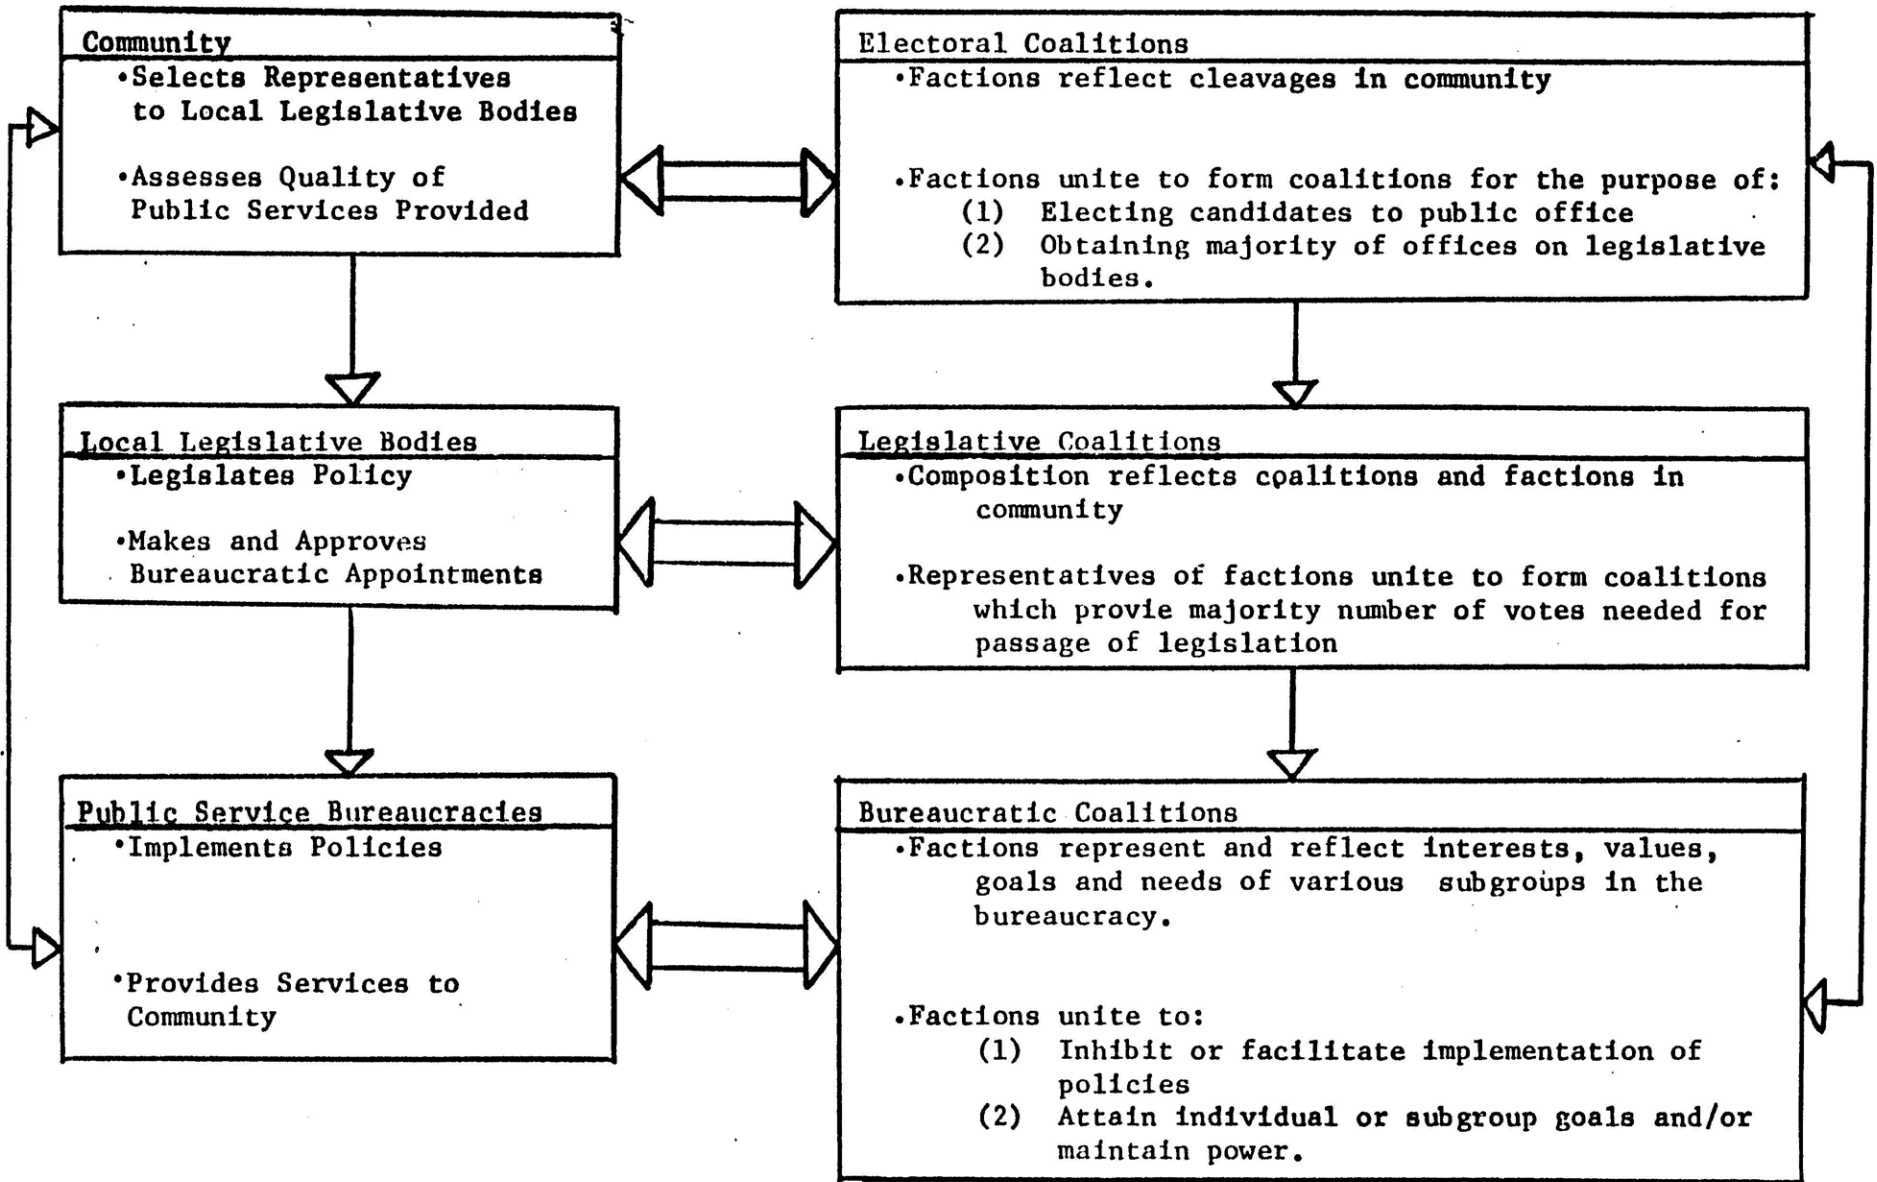 Community
•Selects Representatives
to Local Legislative Bodies
•Assesses Quality of
Public Services Provided
Electoral Coalitions
•Factions reflect cleavages in community
•Factions unite to form coalitions for the purpose of:
(1) Electing candidates to public office
(2) Obtaining majority of offices on legislative
bodies.
Local Legislative Bodies
•Legislates Policy
•Makes and Approves
Bureaucratic Appointments
Legislative Coalitions
•Composition reflects coalitions and factions in
community
•Representatives of factions unite to form coalitions
which provie majority number of votes needed for
passage of legislation
Public Service Bureaucracies
•Implements Policies
•Provides Services to
Community
Bureaucratic Coalitions
•Factions represent and reflect interests, values,
goals and needs of various subgroups in the
bureaucracy.
•Factions unite to:
(1) Inhibit or facilitate implementation of
policies
(2) Attain individual or subgroup goals and/or
maintain power.